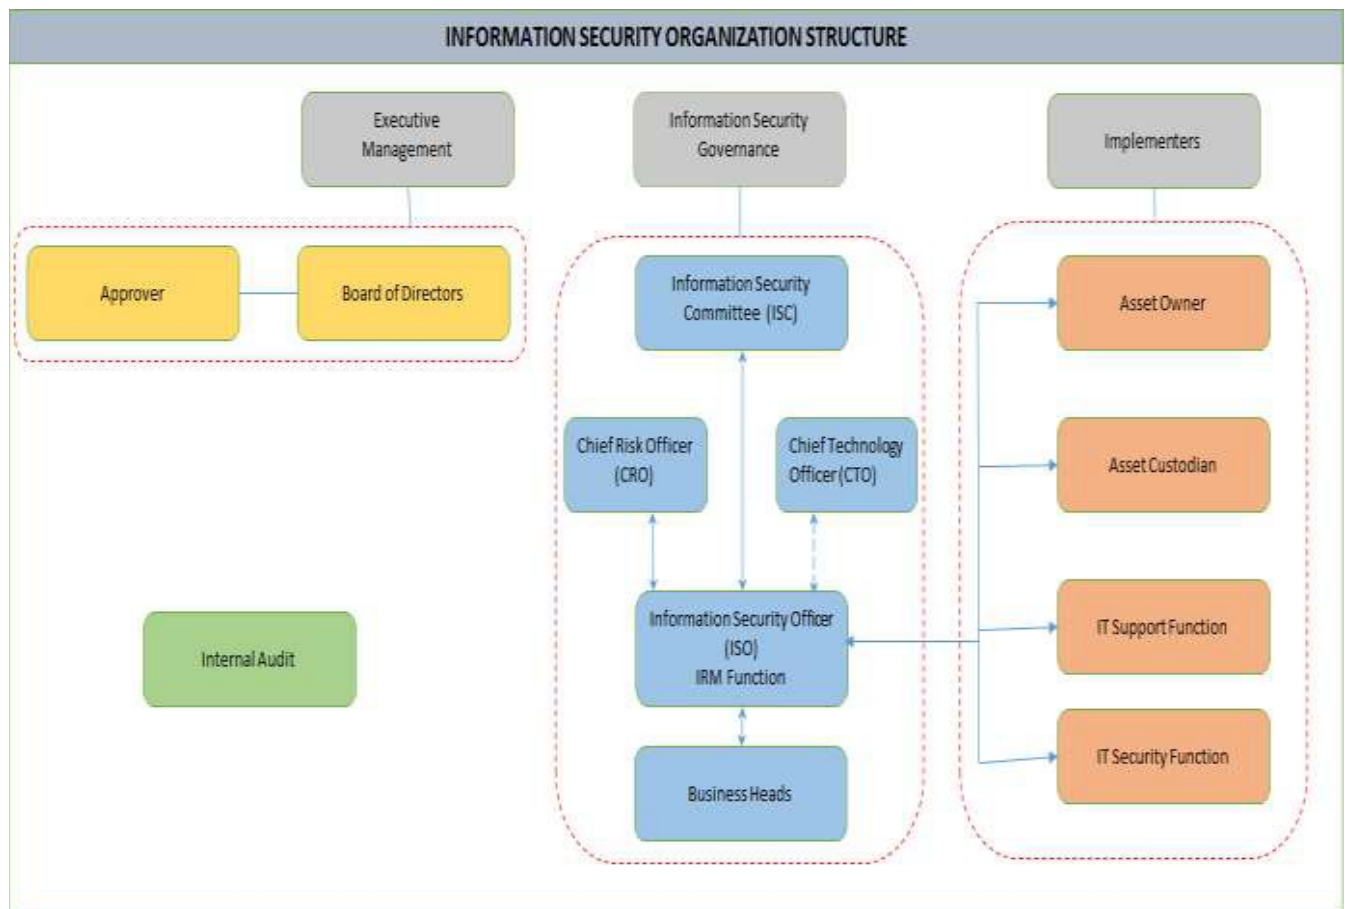 INFORMATION SECURITY ORGANIZATION STRUCTURE
Executive
Management
Information Security
Governance
Implementers
Approver
Board of Directors
Information Security
Committee (ISC)
Asset Owner
Chief Risk Officer
(CRO)
Chief Technology
Officer (CTO)
Asset Custodian
Information Security Officer
(ISO)
IRM Function
IT Support Function
Internal Audit
Business Heads
IT Security Function